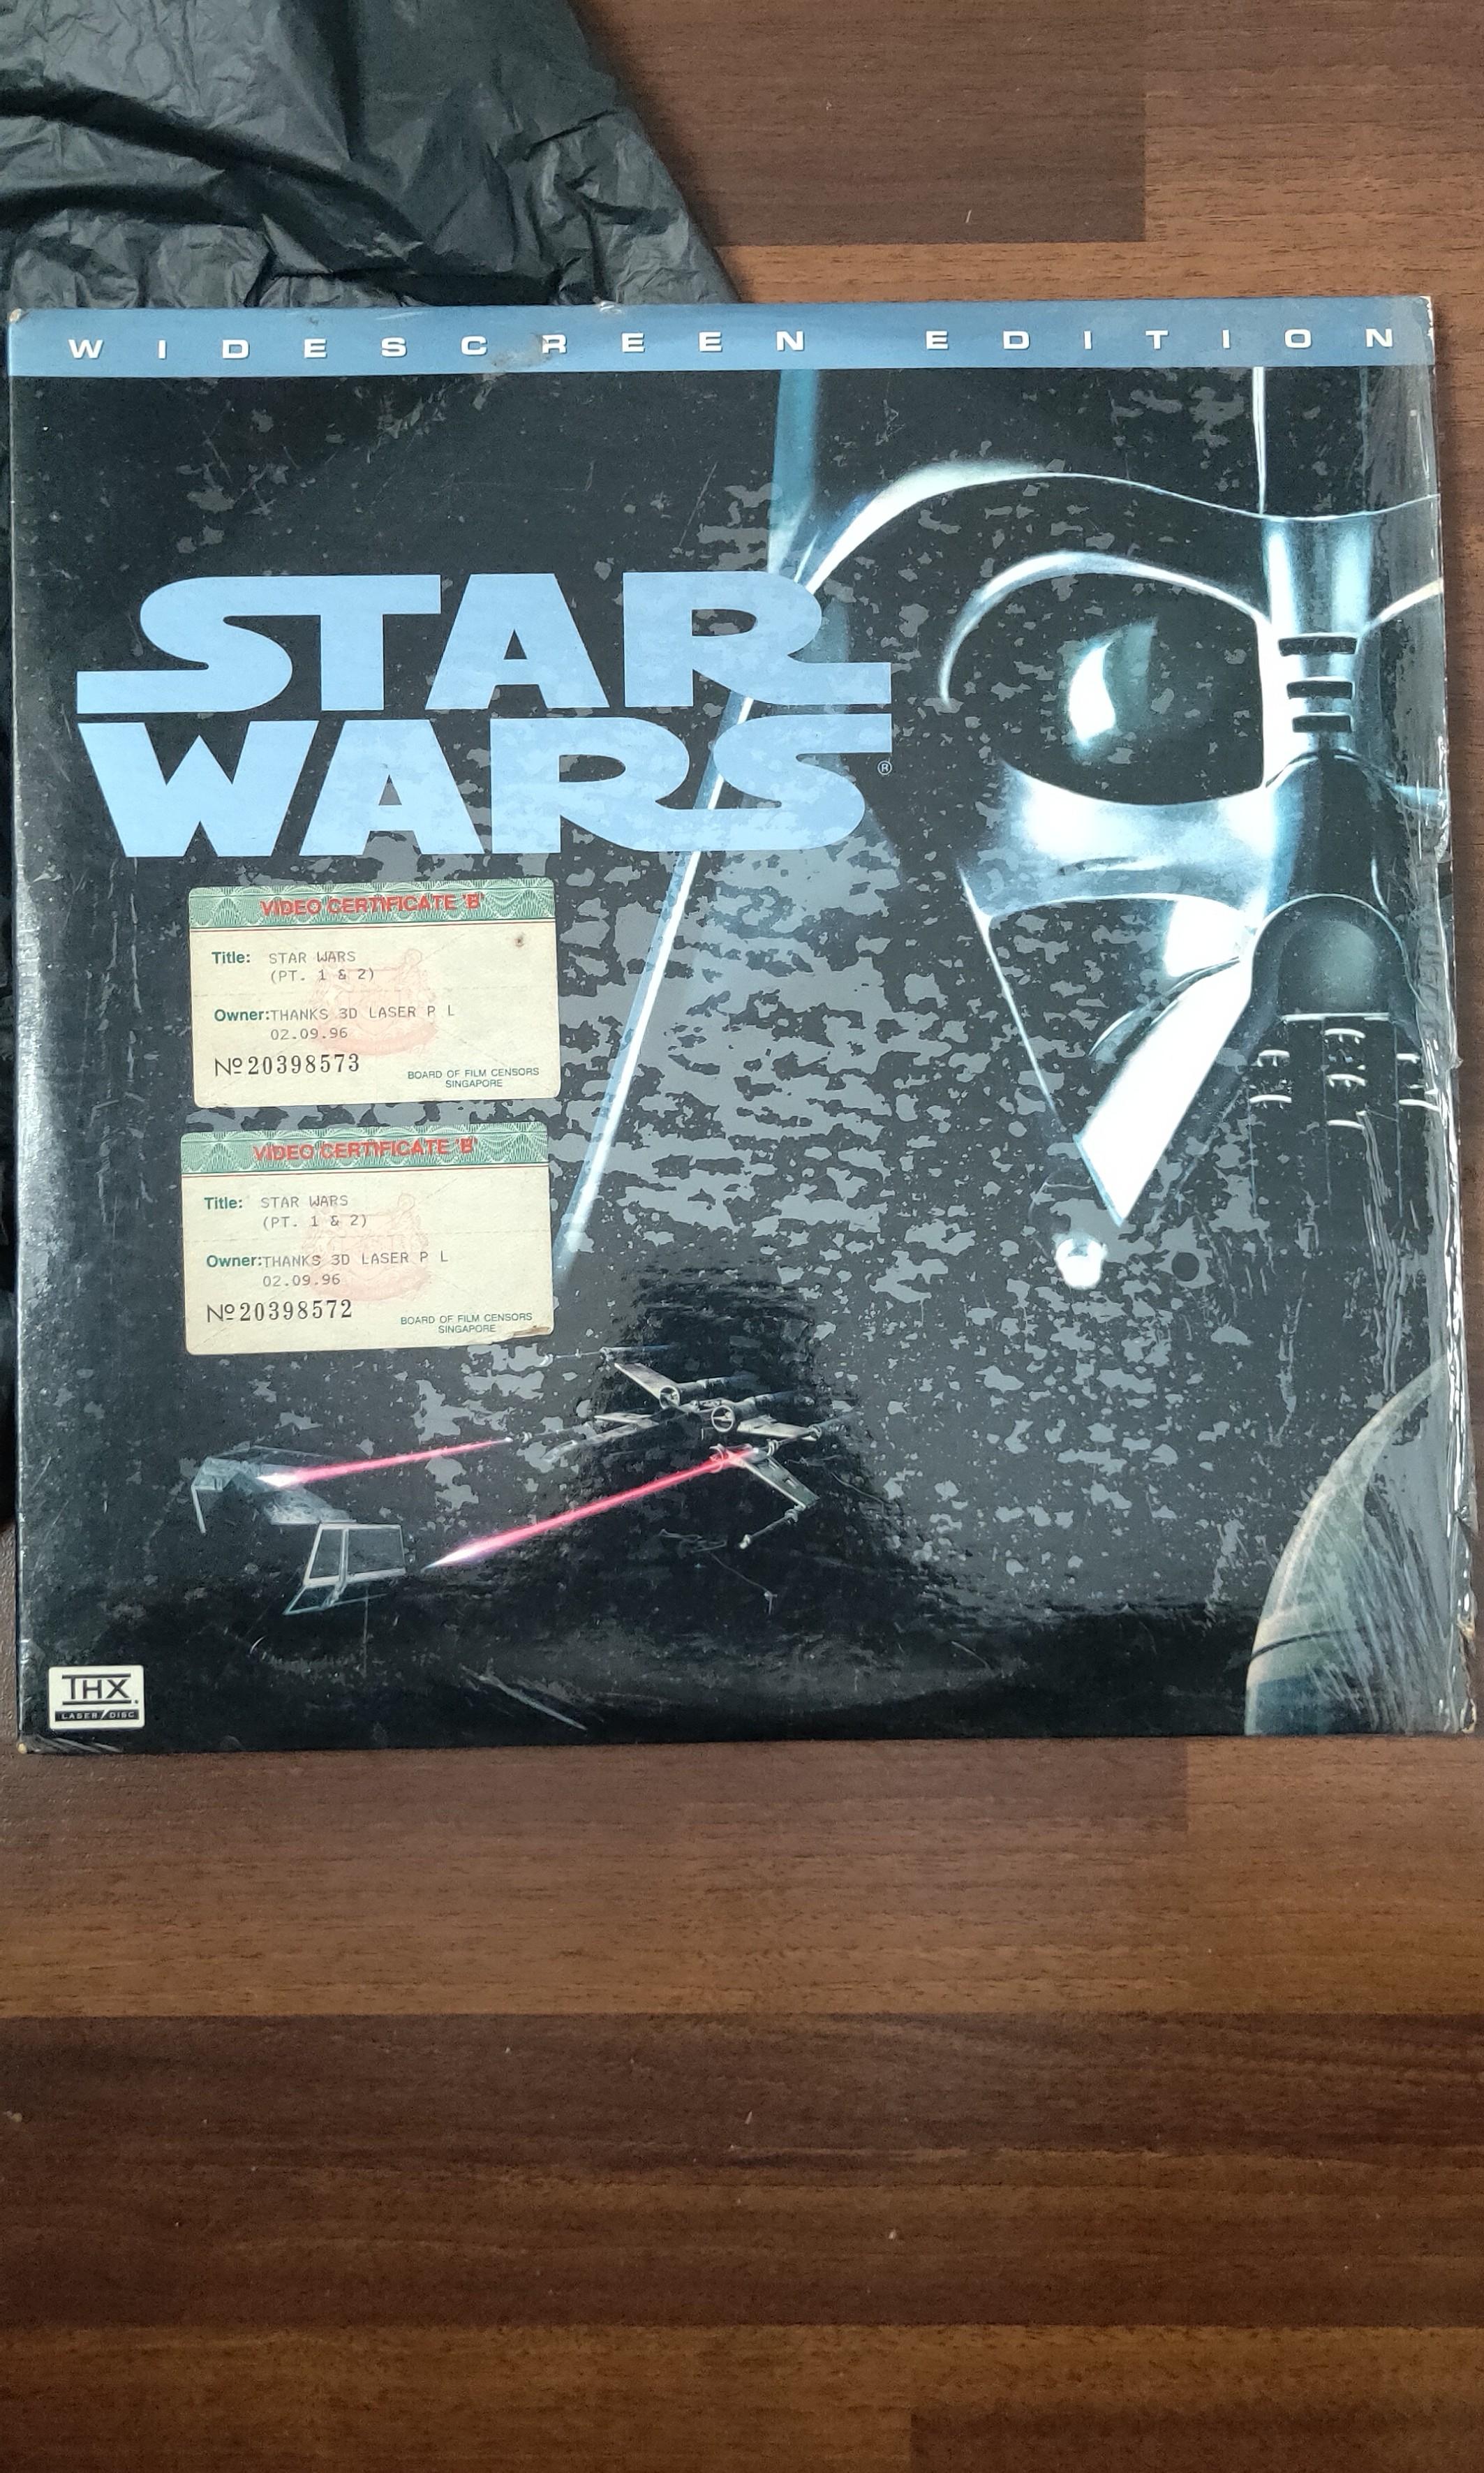 WIDESCREEN EDITION
STAR
WARS®
VIDEO CERTIFICATE 'B'
Title: STAR WARS
(PT. 1 & 2)
Owner:THANKS 3D LASER P L
02.09.96
Nº20398573
BOARD OF FILM CENSORS
SINGAPORE
VIDEO CERTIFICATE 'B'
Title: STAR WARS
(PT. 1 & 2)
Owner:THANKS 3D LASER P L
02.09.96
Nº20398572
BOARD OF FILM CENSORS
SINGAPORE
THX
LASER DISC